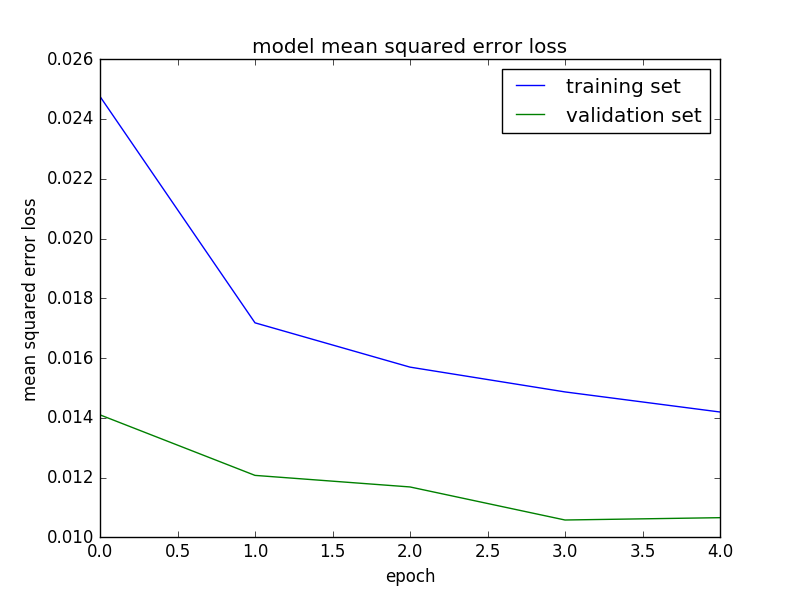 model mean squared error loss
training set
validation set
0.026
0.024
0.022
0.020
0.018
0.016
0.014
0.012
0.010
mean squared error loss
0.0 0.5 1.0 1.5 2.0 2.5 3.0 3.5 4.0
epoch